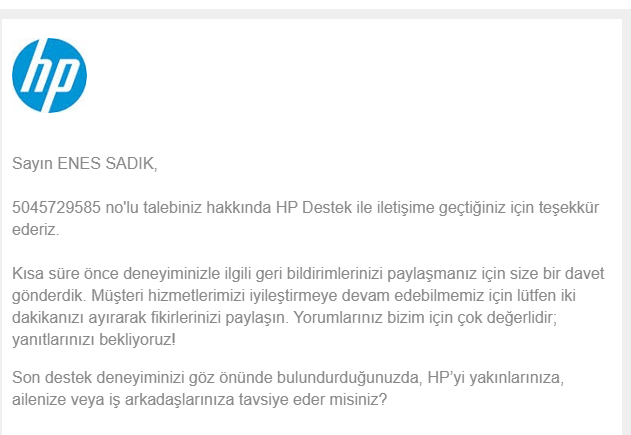 hp
Sayın ENES SADIK,
5045729585 no'lu talebiniz hakkında HP Destek ile iletişime geçtiğiniz için teşekkür
ederiz.
Kısa süre önce deneyiminizle ilgili geri bildirimlerinizi paylaşmanız için size bir davet
gönderdik. Müşteri hizmetlerimizi iyileştirmeye devam edebilmemiz için lütfen iki
dakikanızı ayırarak fikirlerinizi paylaşın. Yorumlarınız bizim için çok değerlidir;
yanıtlarınızı bekliyoruz!
Son destek deneyiminizi göz önünde bulundurduğunuzda, HP’yi yakınlarınıza,
ailenize veya iş arkadaşlarınıza tavsiye eder misiniz?